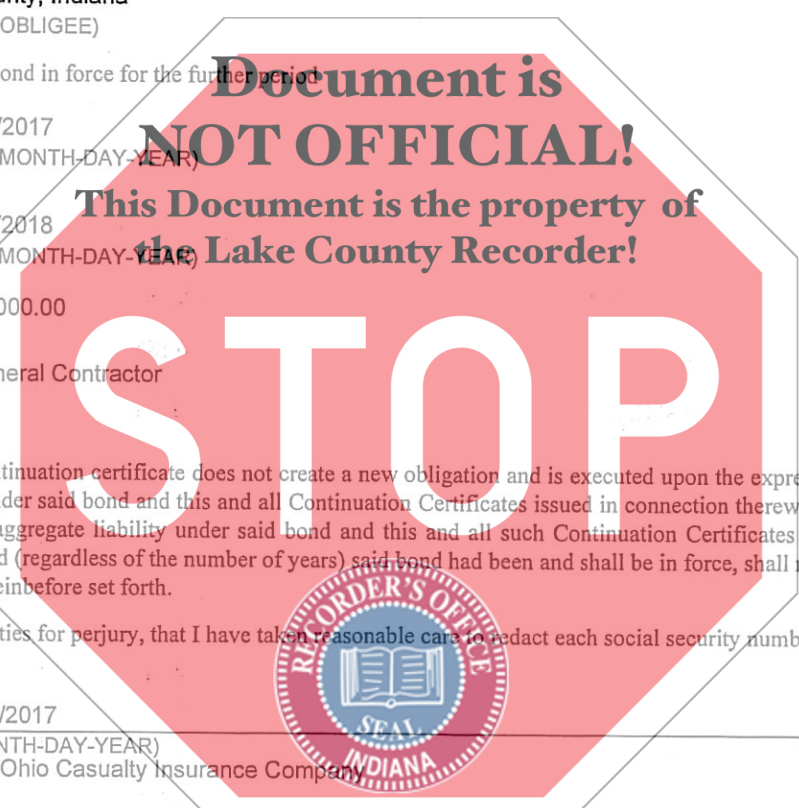 unty, Indiana
OBLIGEE)
ond in force for the further period
Document is
/2017
NOT OFFICIAL!
MONTH-DAY-YEAR)
This Document is the property of
/2018
the Lake County Recorder!
MONTH-DAY-YEAR)
000.00
STOP
neral Contractor
tinuation certificate does not create a new obligation and is executed upon the expre
der said bond and this and all Continuation Certificates issued in connection therew
aggregate liability under said bond and this and all such Continuation Certificates
d (regardless of the number of years) said bond had been and shall be in force, shall
einbefore set forth.
RECORDER'S OFFICE
ties for perjury, that I have taken reasonable care to redact each social security numb
SEAL
INDIANA
/2017
NTH-DAY-YEAR)
Ohio Casualty Insurance Company